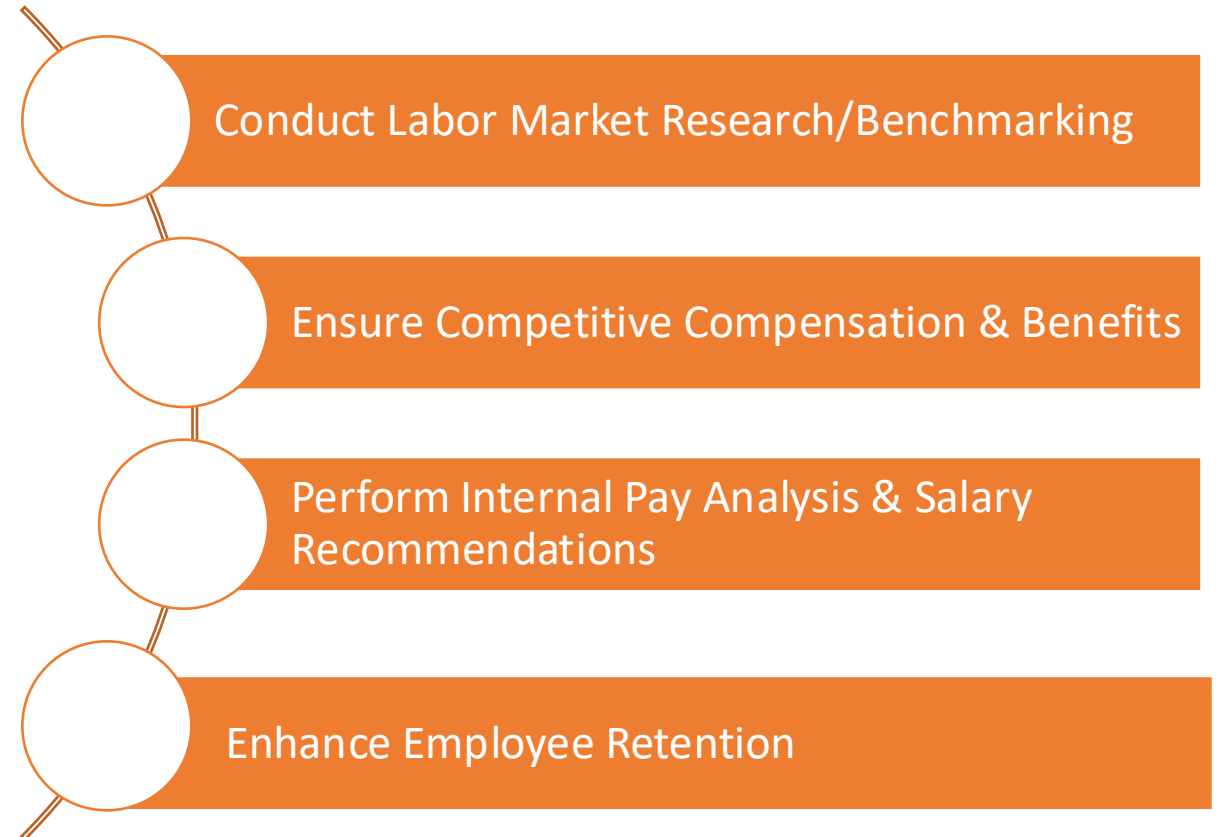 Conduct Labor Market Research/Benchmarking
Ensure Competitive Compensation & Benefits
Perform Internal Pay Analysis & Salary
Recommendations
Enhance Employee Retention